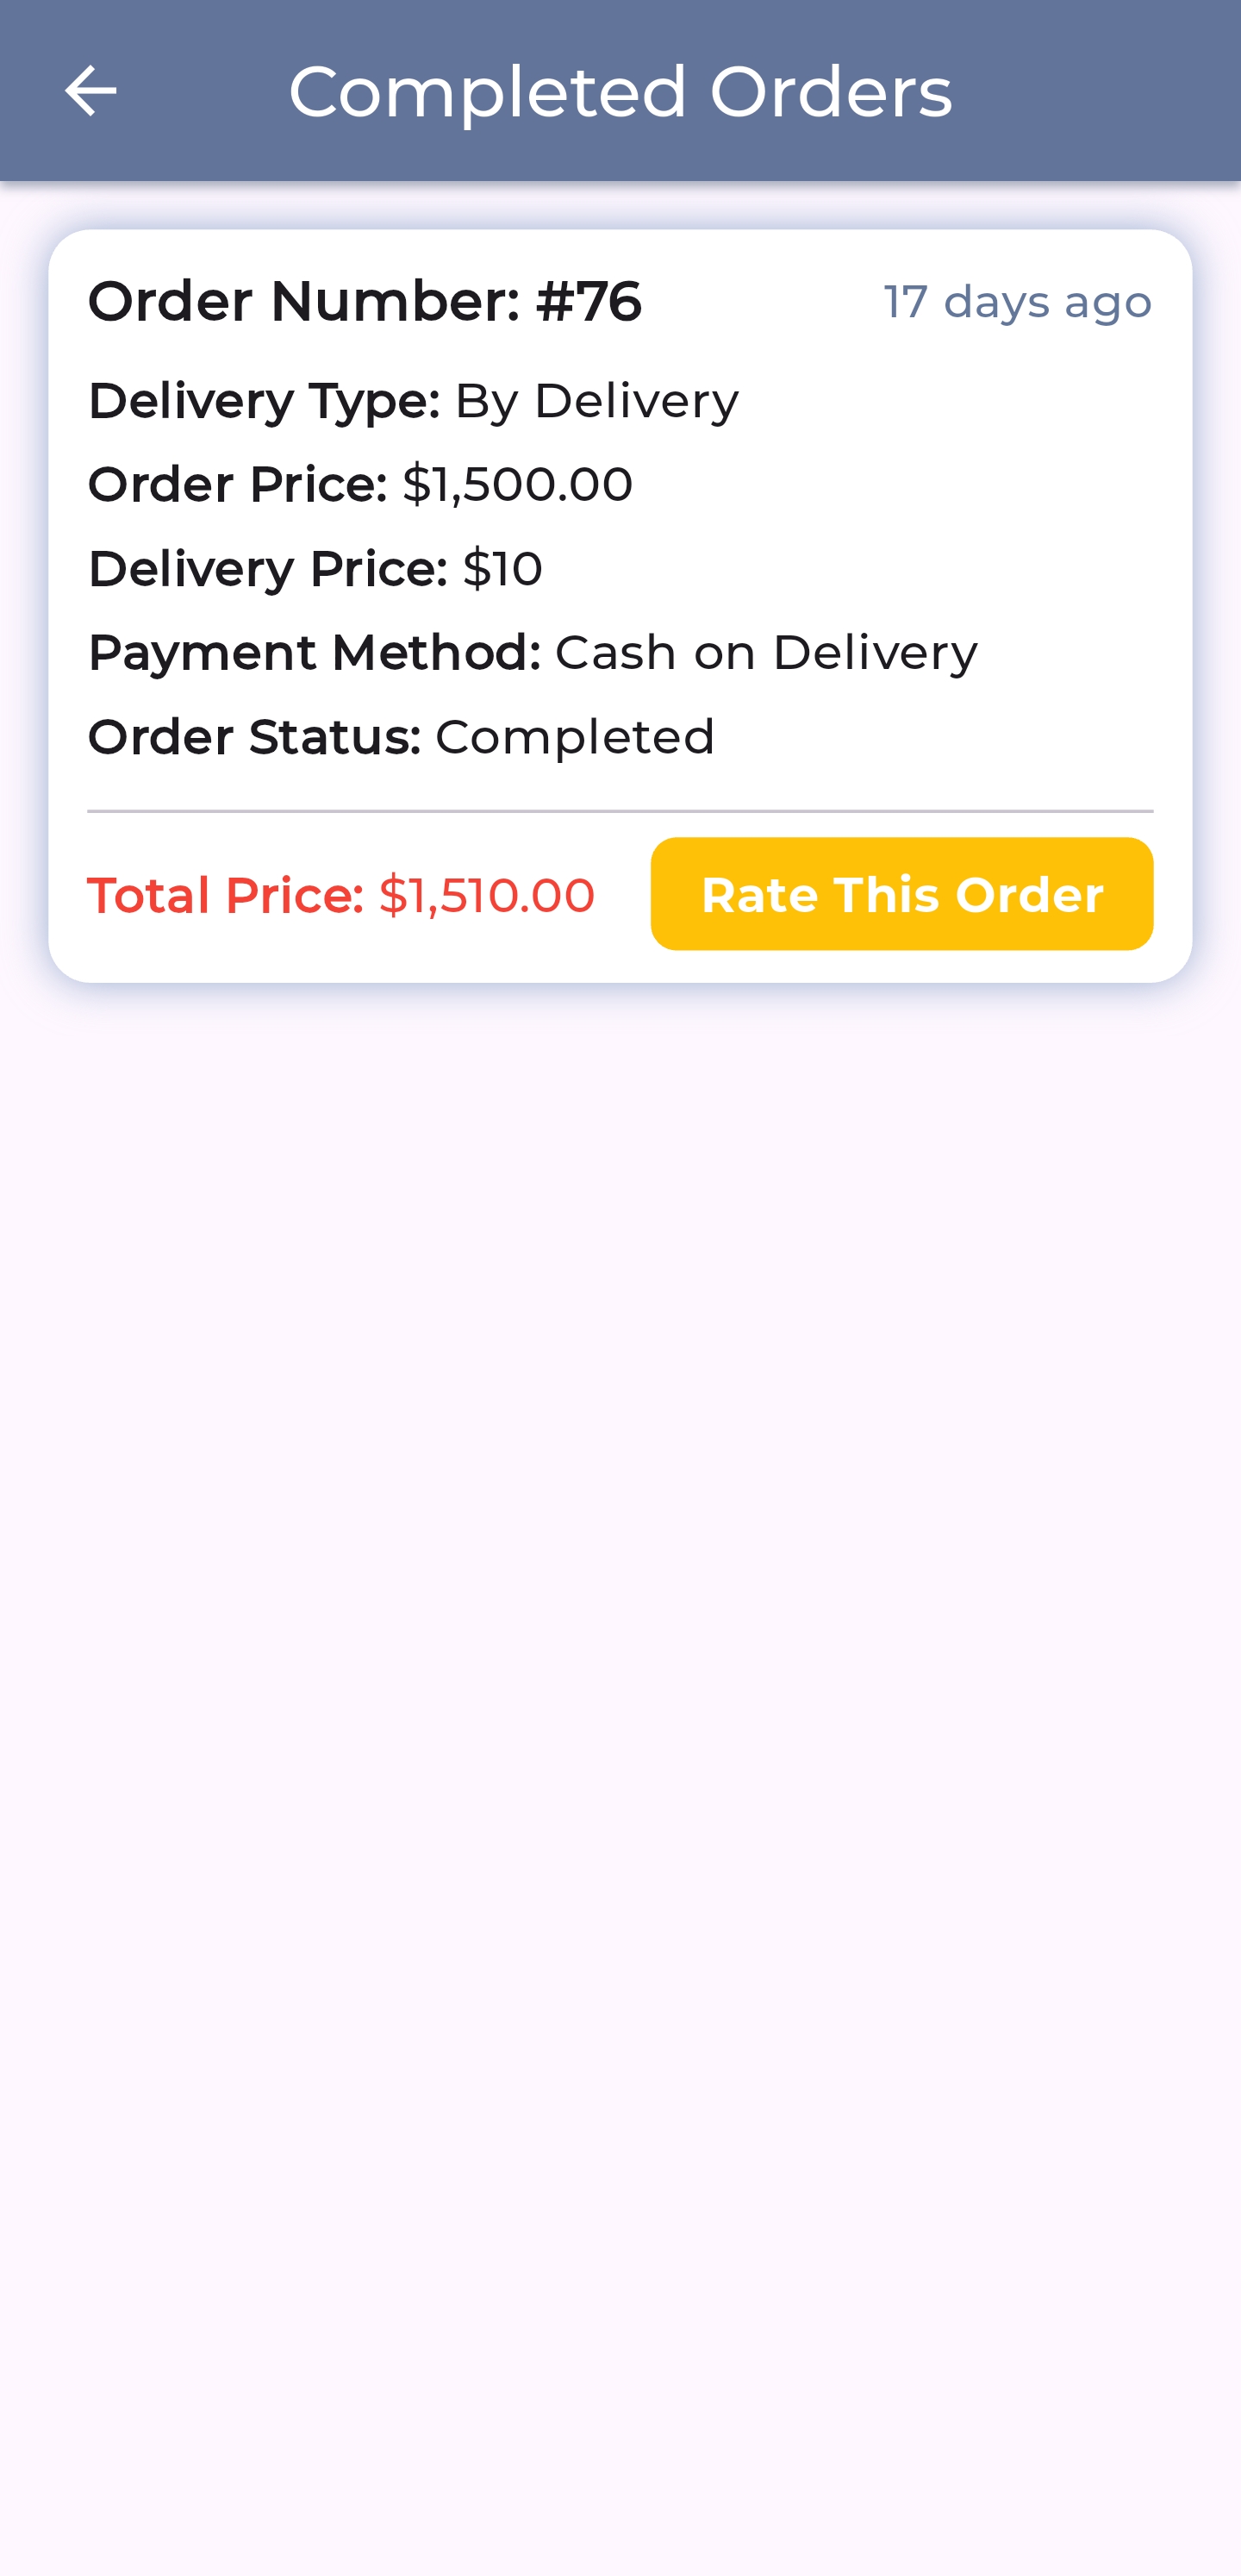 Completed Orders
Order Number: #76 17 days ago
Delivery Type: By Delivery
Order Price: $1,500.00
Delivery Price: $10
Payment Method: Cash on Delivery
Order Status: Completed
Total Price: $1,510.00 Rate This Order